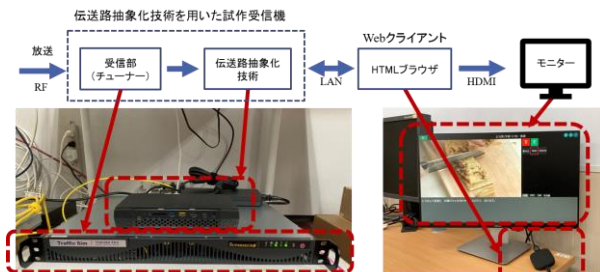 伝送路抽象化技術を用いた試作受信機
放送
RF
受信部
(チューナー)
伝送路抽象化
技術
LAN
Webクライアント
HTMLブラウザ
HDMI
モニター